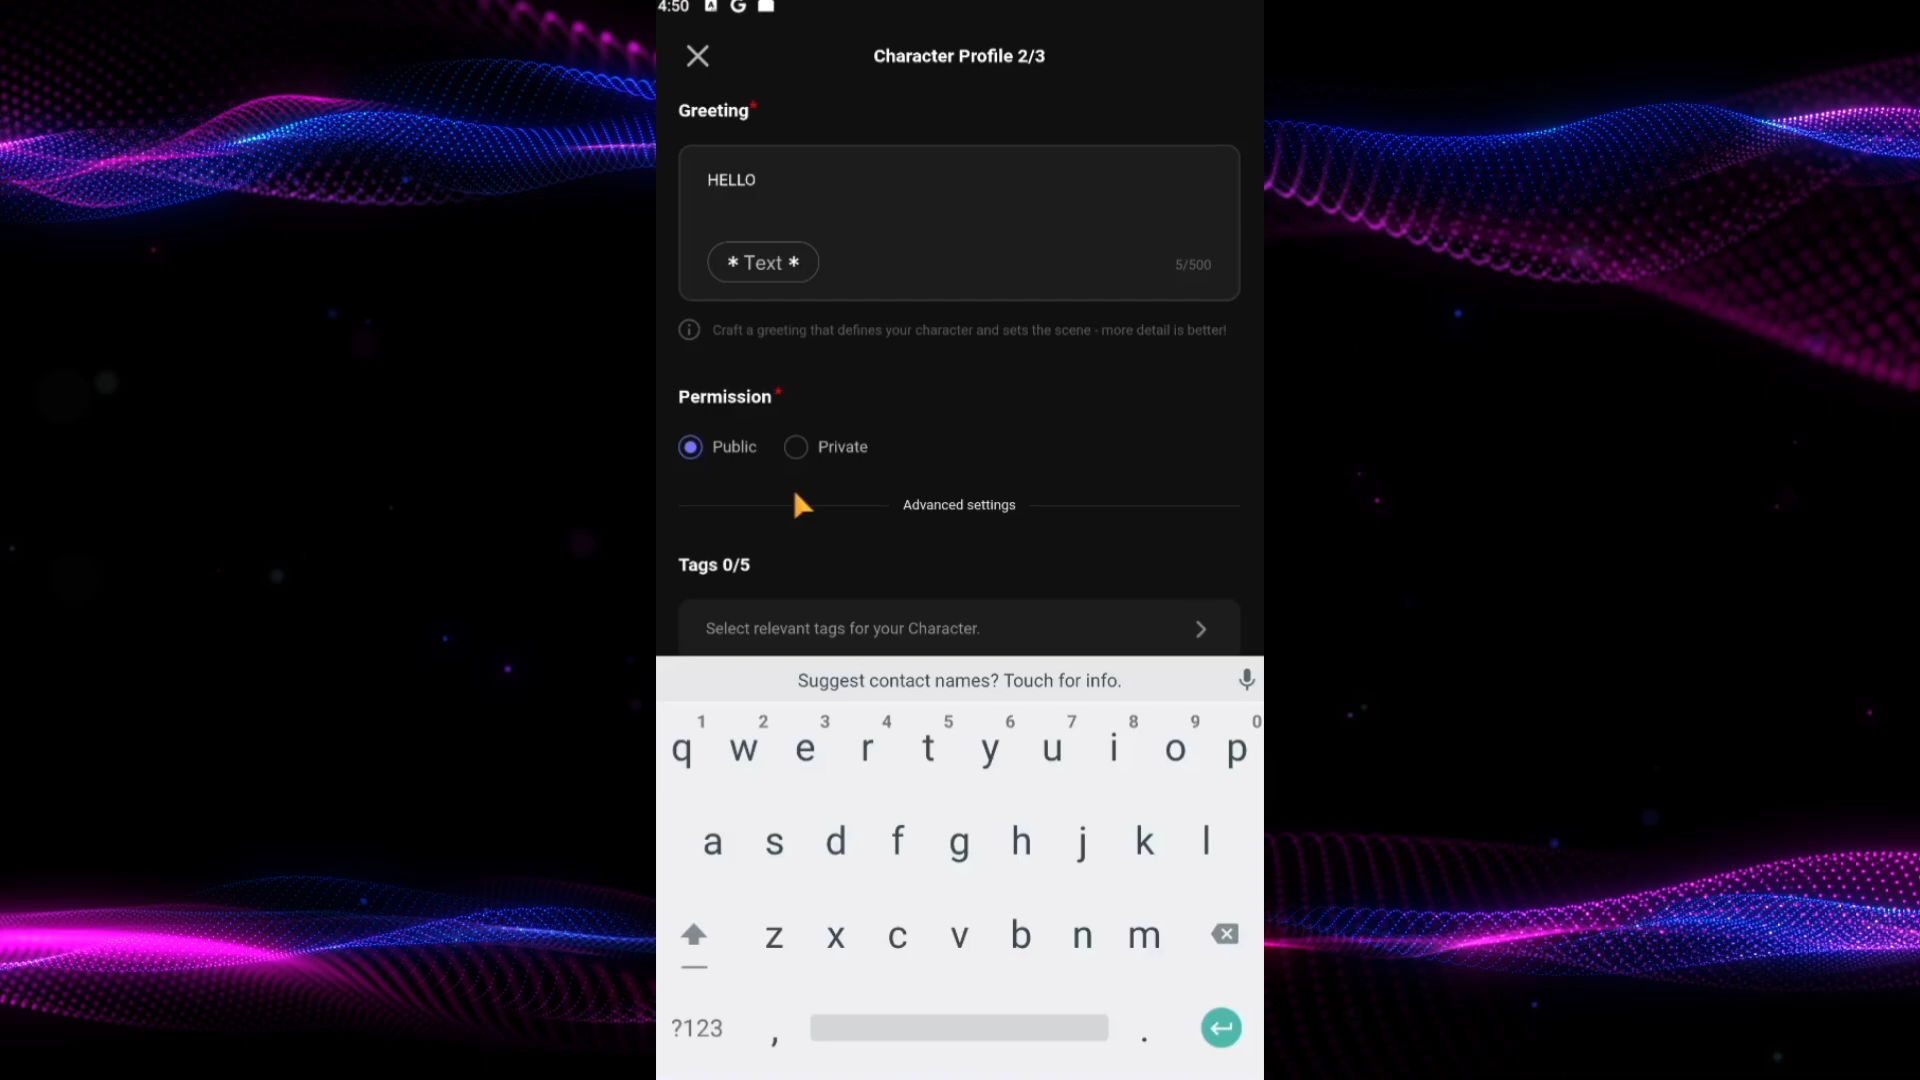 4:50
Character Profile 2/3
Greeting*
HELLO
* Text *
5/500
Craft a greeting that defines your character and sets the scene - more detail is better!
Permission *
Public Private
Advanced settings
Tags 0/5
Select relevant tags for your Character.
Suggest contact names? Touch for info.
1 2 3 4 5 6 7 8 9 0
q w e r t y u i o p
a s d f g h j k l
z x c v b n m
?123 , .